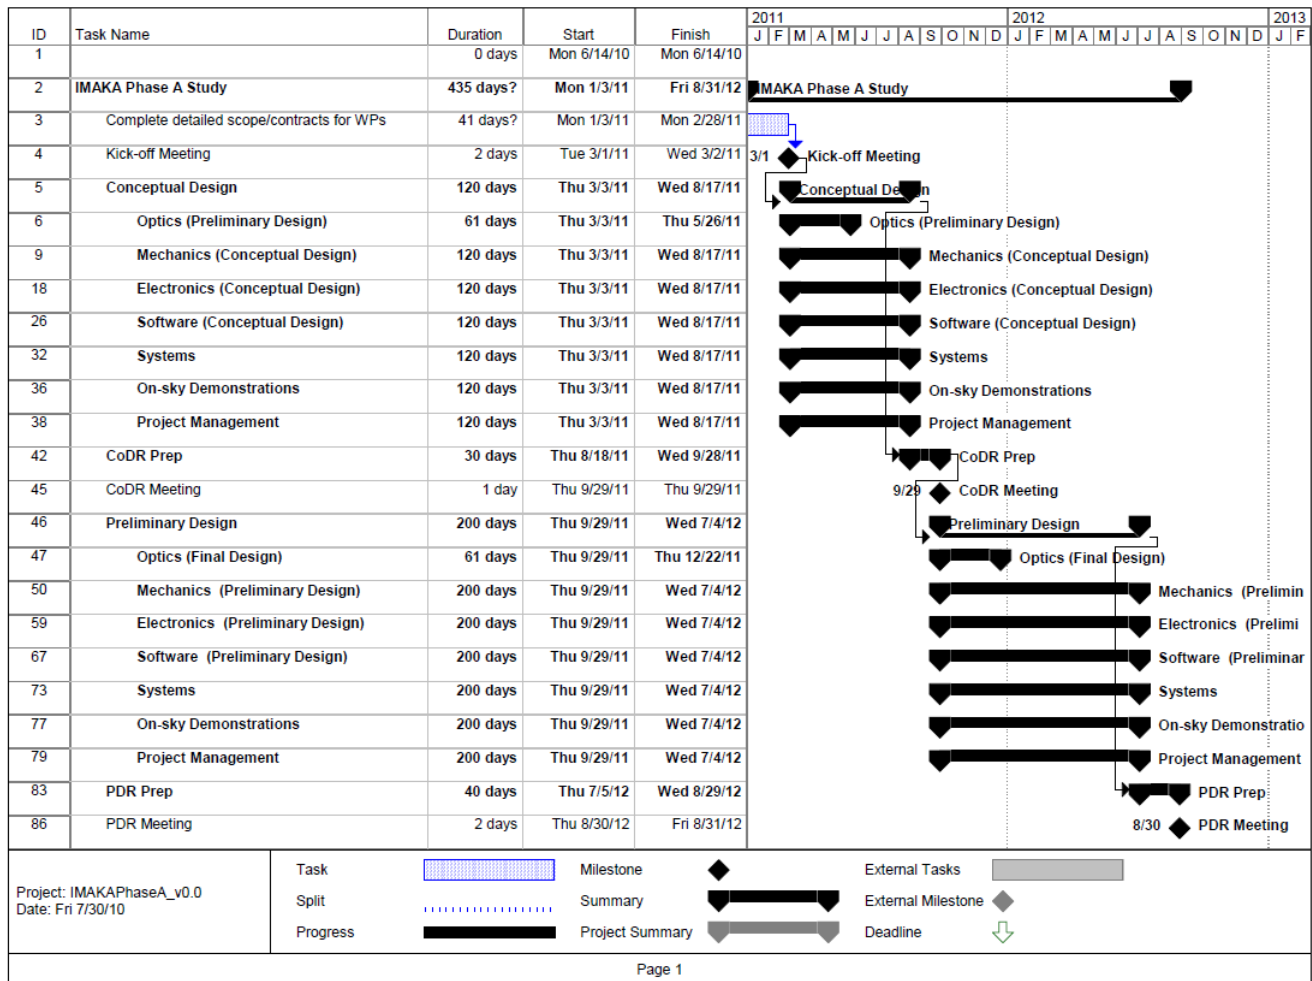 2011 2012 2013
ID Task Name Duration Start Finish J F M A M J J A S O N D J F M A M J J A S O N D J F
1 0 days Mon 6/14/10 Mon 6/14/10
2 IMAKA Phase A Study 435 days? Mon 1/3/11 Fri 8/31/12 IMAKA Phase A Study
3 Complete detailed scope/contracts for WPs 41 days? Mon 1/3/11 Mon 2/28/11
4 Kick-off Meeting 2 days Tue 3/1/11 Wed 3/2/11 3/1 Kick-off Meeting
5 Conceptual Design 120 days Thu 3/3/11 Wed 8/17/11 Conceptual Design
6 Optics (Preliminary Design) 61 days Thu 3/3/11 Thu 5/26/11 Optics (Preliminary Design)
9 Mechanics (Conceptual Design) 120 days Thu 3/3/11 Wed 8/17/11 Mechanics (Conceptual Design)
18 Electronics (Conceptual Design) 120 days Thu 3/3/11 Wed 8/17/11 Electronics (Conceptual Design)
26 Software (Conceptual Design) 120 days Thu 3/3/11 Wed 8/17/11 Software (Conceptual Design)
32 Systems 120 days Thu 3/3/11 Wed 8/17/11 Systems
36 On-sky Demonstrations 120 days Thu 3/3/11 Wed 8/17/11 On-sky Demonstrations
38 Project Management 120 days Thu 3/3/11 Wed 8/17/11 Project Management
42 CoDR Prep 30 days Thu 8/18/11 Wed 9/28/11 CoDR Prep
45 CoDR Meeting 1 day Thu 9/29/11 Thu 9/29/11 9/29 CoDR Meeting
46 Preliminary Design 200 days Thu 9/29/11 Wed 7/4/12 Preliminary Design
47 Optics (Final Design) 61 days Thu 9/29/11 Thu 12/22/11 Optics (Final Design)
50 Mechanics (Preliminary Design) 200 days Thu 9/29/11 Wed 7/4/12 Mechanics (Prelimin
59 Electronics (Preliminary Design) 200 days Thu 9/29/11 Wed 7/4/12 Electronics (Prelimi
67 Software (Preliminary Design) 200 days Thu 9/29/11 Wed 7/4/12 Software (Preliminar
73 Systems 200 days Thu 9/29/11 Wed 7/4/12 Systems
77 On-sky Demonstrations 200 days Thu 9/29/11 Wed 7/4/12 On-sky Demonstratio
79 Project Management 200 days Thu 9/29/11 Wed 7/4/12 Project Management
83 PDR Prep 40 days Thu 7/5/12 Wed 8/29/12 PDR Prep
86 PDR Meeting 2 days Thu 8/30/12 Fri 8/31/12 8/30 PDR Meeting
Project: IMAKAPhaseA_v0.0
Date: Fri 7/30/10
Task Milestone External Tasks
Split Summary External Milestone
Progress Project Summary Deadline
Page 1